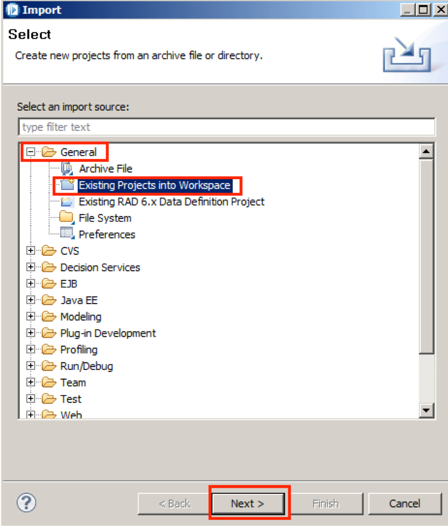 Import
Select
Create new projects from an archive file or directory.
Select an import source:
type filter text
General
Archive File
Existing Projects into Workspace
Existing RAD 6.x Data Definition Project
File System
Preferences
CVS
Decision Services
EJB
Java EE
Modeling
Plug-in Development
Profiling
Run/Debug
Team
Test
Web
? < Back Next > Finish Cancel